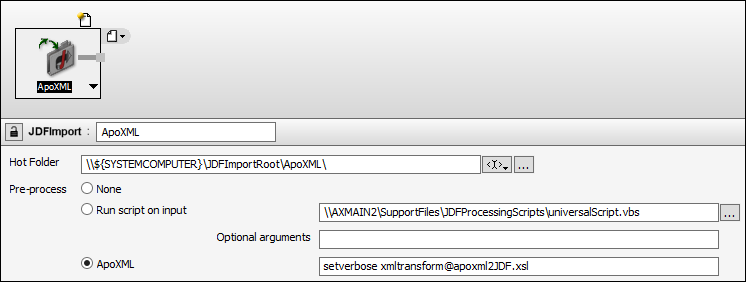 ApoXML
JDFImport : ApoXML
Hot Folder \\${SYSTEMCOMPUTER}\JDFImportRoot\ApoXML\ ...
Pre-process None
Run script on input \\AXMAIN2\SupportFiles\JDFProcessingScripts\universalScript.vbs ...
Optional arguments
ApoXML setverbose xmltransform@apoxml2JDF.xsl